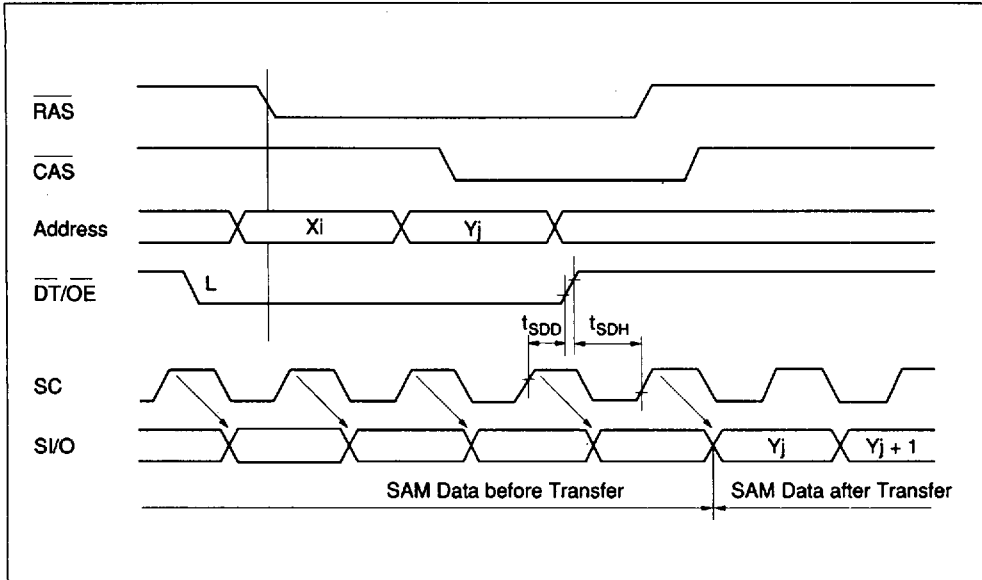 RAS
CAS
Address
Xi
Yj
DT/OE
L
tSDD
tSDH
SC
SI/O
Yj
Yj + 1
SAM Data before Transfer
SAM Data after Transfer